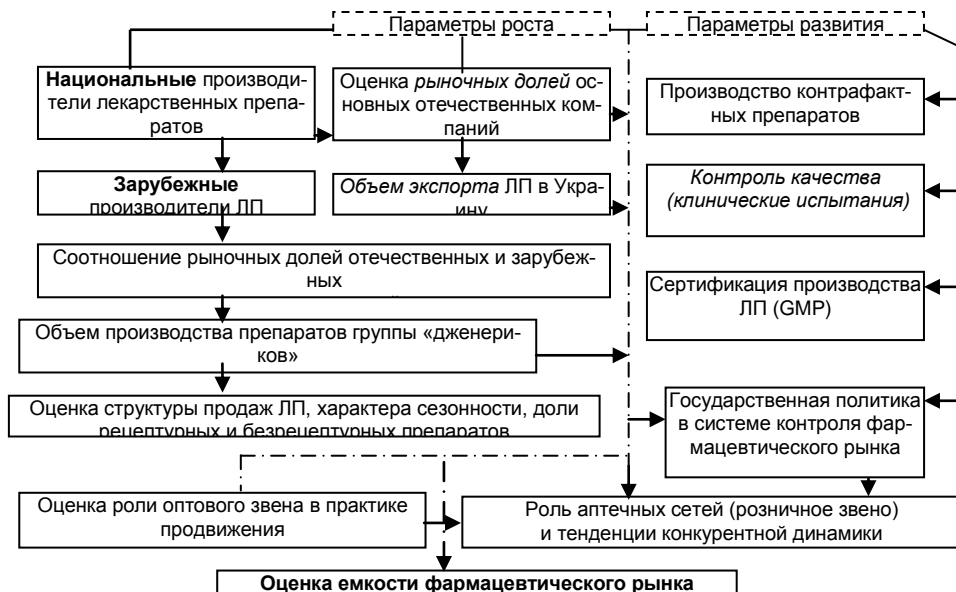 Параметры роста
Параметры развития
Национальные производи-
тели лекарственных препа-
ратов
Оценка рыночных долей ос-
новных отечественных ком-
паний
Производство контрафакт-
ных препаратов
Зарубежные
производители ЛП
Объем экспорта ЛП в Укра-
ину
Контроль качества
(клинические испытания)
Соотношение рыночных долей отечественных и зарубеж-
ных
Сертификация производства
ЛП (GMP)
Объем производства препаратов группы «дженери-
ков»
Оценка структуры продаж ЛП, характера сезонности, доли
рецептурных и безрецептурных препаратов
Государственная политика
в системе контроля фар-
мацевтического рынка
Оценка роли оптового звена в практике
продвижения
Роль аптечных сетей (розничное звено)
и тенденции конкурентной динамики
Оценка емкости фармацевтического рынка